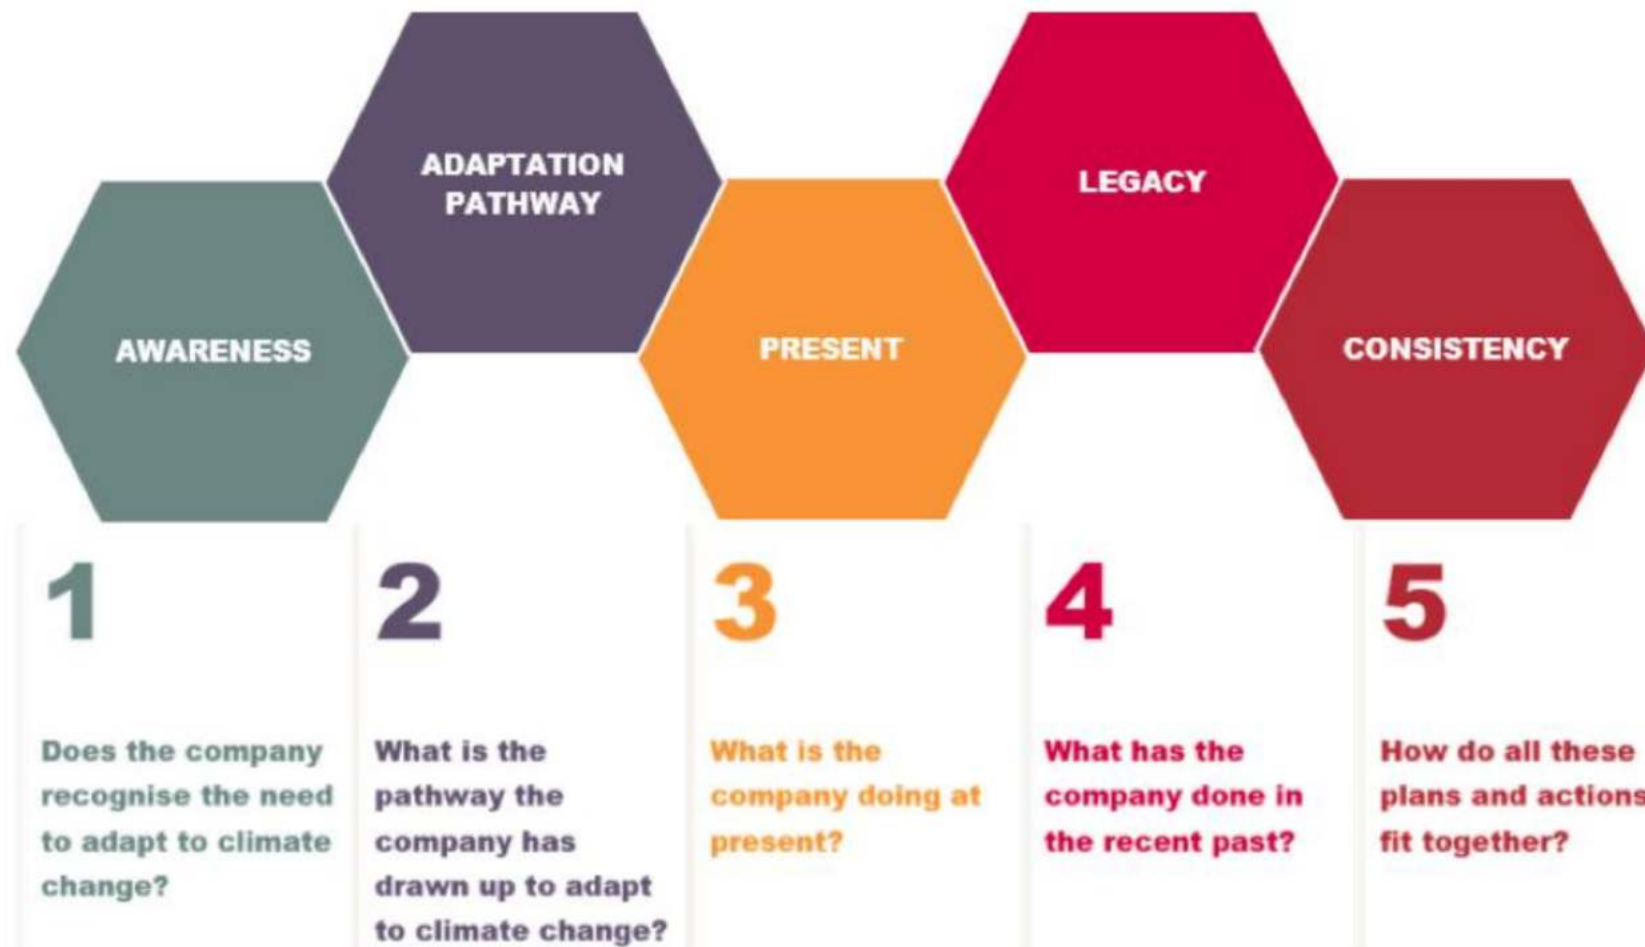 ADAPTATION
PATHWAY
LEGACY
AWARENESS
PRESENT
CONSISTENCY
1
Does the company
recognise the need
to adapt to climate
change?
2
What is the
pathway the
company has
drawn up to adapt
to climate change?
3
What is the
company doing at
present?
4
What has the
company done in
the recent past?
5
How do all these
plans and actions
fit together?